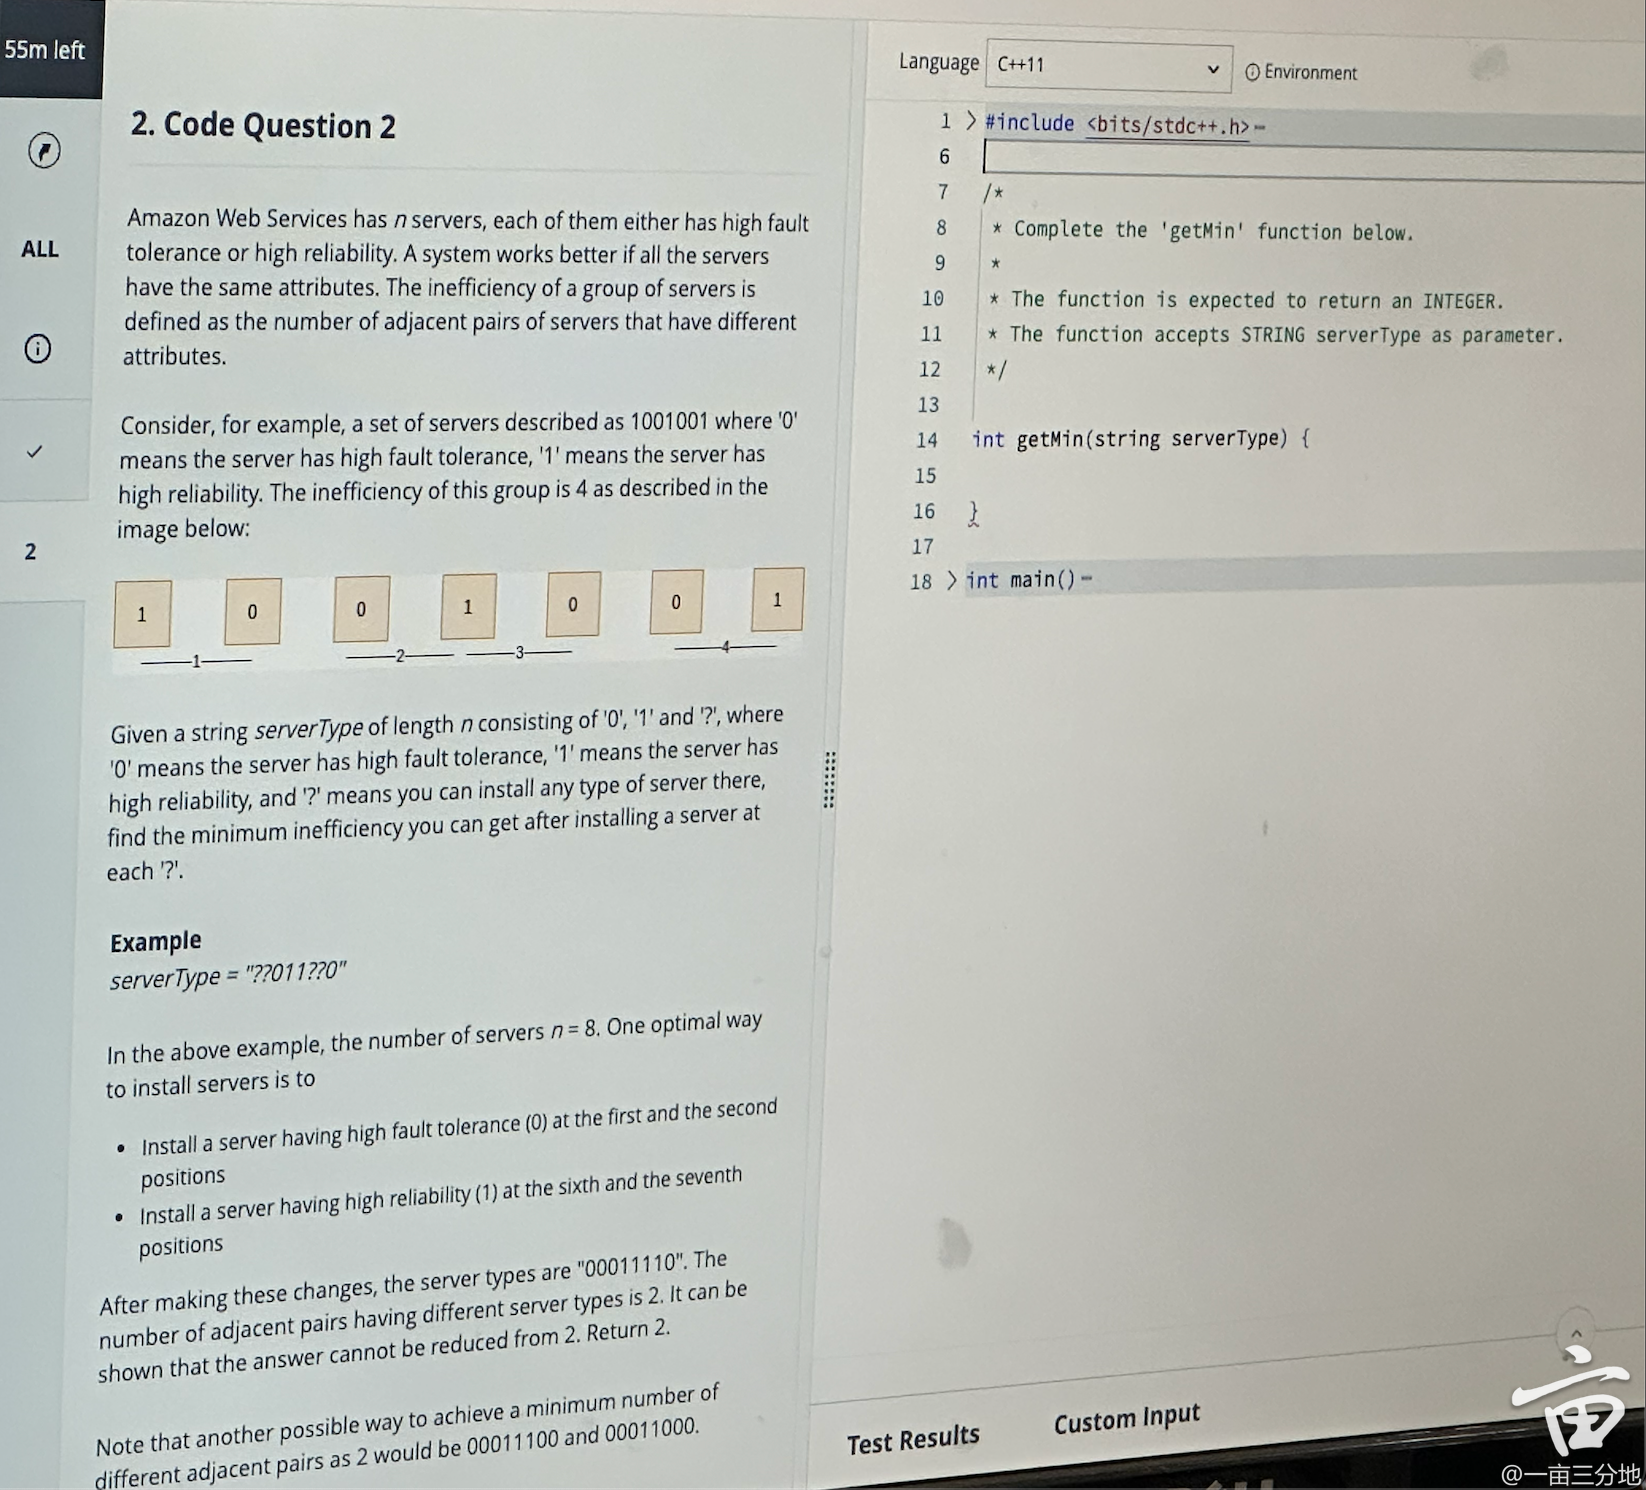 55m left
ALL
2
2. Code Question 2
Amazon Web Services has n servers, each of them either has high fault
tolerance or high reliability. A system works better if all the servers
have the same attributes. The inefficiency of a group of servers is
defined as the number of adjacent pairs of servers that have different
attributes.
Consider, for example, a set of servers described as 1001001 where '0'
means the server has high fault tolerance, '1' means the server has
high reliability. The inefficiency of this group is 4 as described in the
image below:
1 0 0 1 0 0 1
1 2 3 4
Given a string serverType of length n consisting of '0', '1' and '?', where
'0' means the server has high fault tolerance, '1' means the server has
high reliability, and '?' means you can install any type of server there,
find the minimum inefficiency you can get after installing a server at
each '?'.
Example
serverType = "??011??0"
In the above example, the number of servers n = 8. One optimal way
to install servers is to
• Install a server having high fault tolerance (0) at the first and the second
positions
• Install a server having high reliability (1) at the sixth and the seventh
positions
After making these changes, the server types are "00011110". The
number of adjacent pairs having different server types is 2. It can be
shown that the answer cannot be reduced from 2. Return 2.
Note that another possible way to achieve a minimum number of
different adjacent pairs as 2 would be 00011100 and 00011000.
Language C++11 Environment
1 > #include <bits/stdc++.h>
6
7 /*
8 * Complete the 'getMin' function below.
9 *
10 * The function is expected to return an INTEGER.
11 * The function accepts STRING serverType as parameter.
12 */
13
14 int getMin(string serverType) {
15
16 }
17
18 > int main()
Test Results Custom Input
亩
@一亩三分地